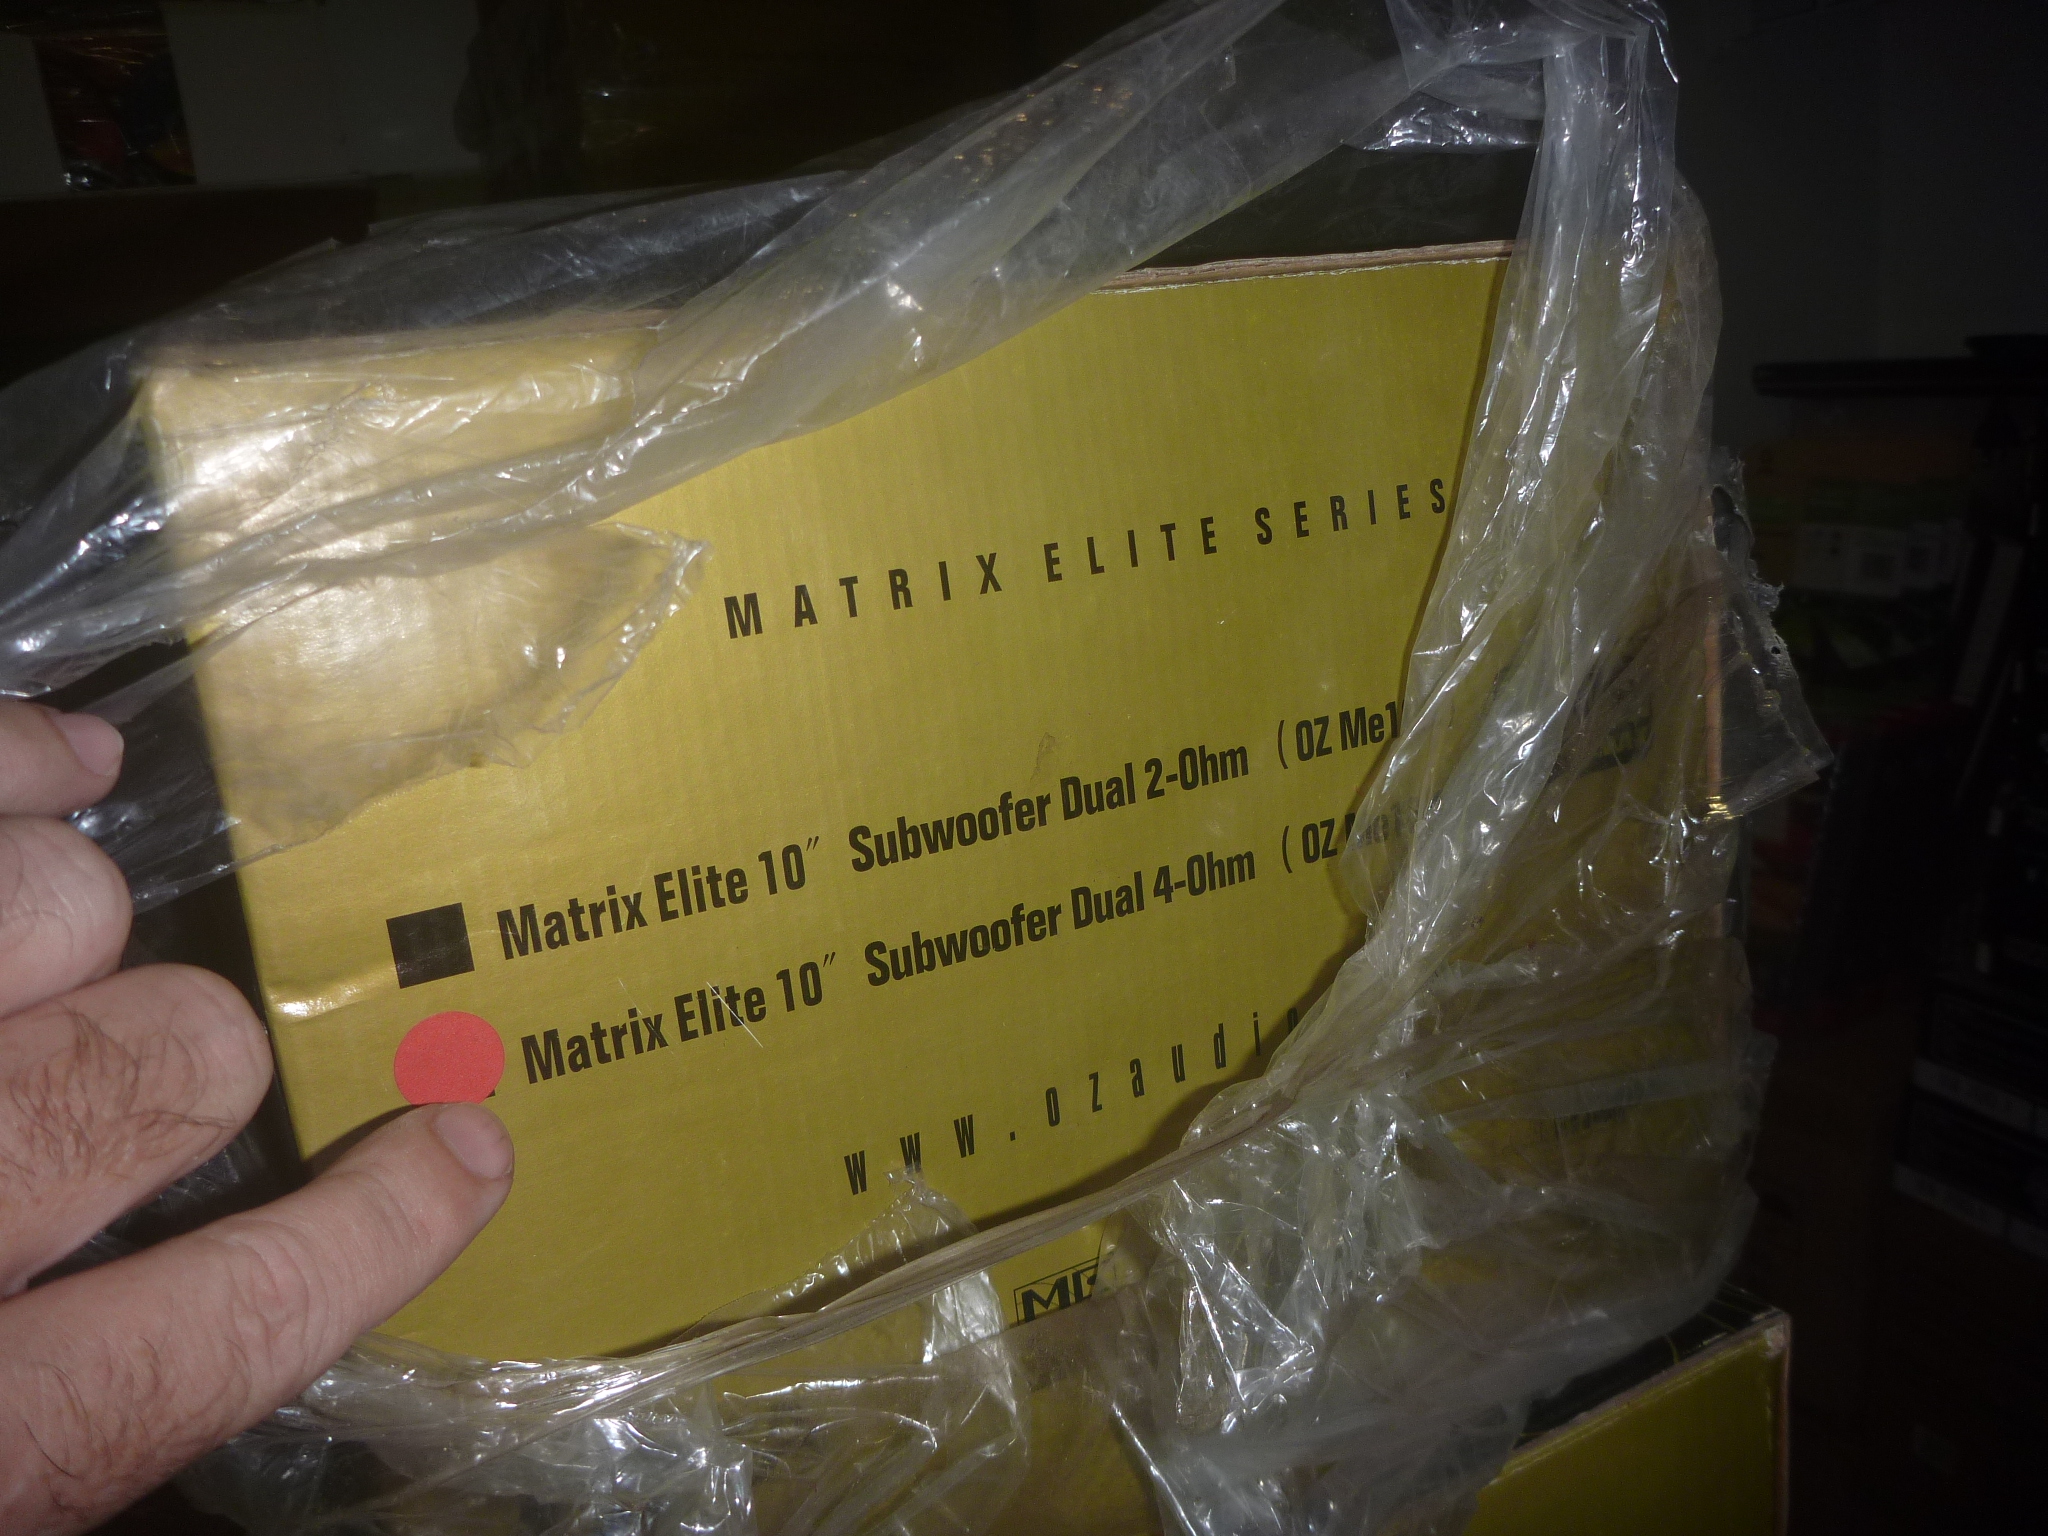 MATRIX ELITE SERIES
Matrix Elite 10" Subwoofer Dual 2-Ohm (OZ Me1
Matrix Elite 10" Subwoofer Dual 4-Ohm (OZ
www.ozaudio